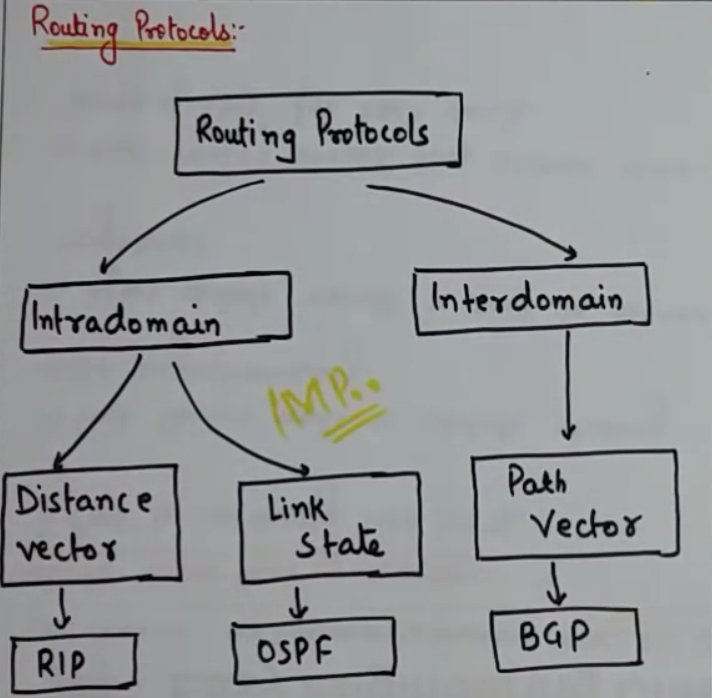 Routing Protocols:-
Routing Protocols
Intradomain
Interdomain
IMP..
Distance
vector
Link
State
Path
Vector
RIP
OSPF
BGP